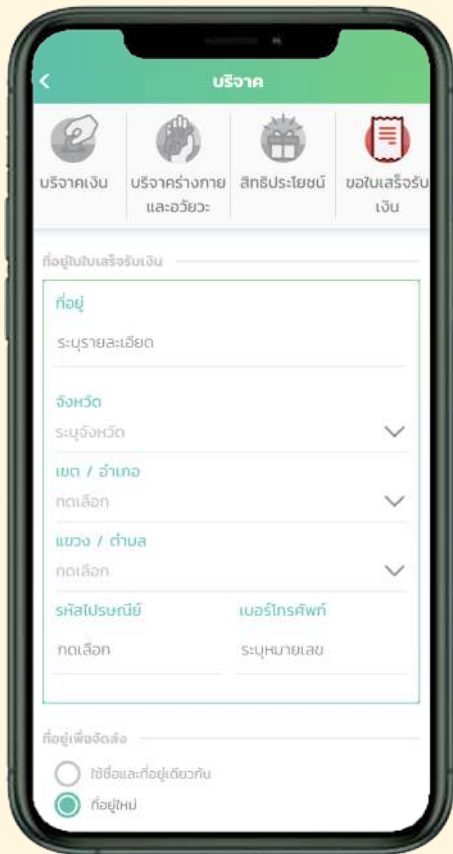 บริจาค
บริจาคเงิน
บริจาคร่างกาย
และอวัยวะ
สิทธิประโยชน์
ขอใบเสร็จรับ
เงิน
ที่อยู่ในใบเสร็จรับเงิน
ที่อยู่
ระบุรายละเอียด
จังหวัด
ระบุจังหวัด
เขต / อำเภอ
กดเลือก
แขวง / ตำบล
กดเลือก
รหัสไปรษณีย์ เบอร์โทรศัพท์
กดเลือก ระบุหมายเลข
ที่อยู่เพื่อจัดส่ง
ใช้ชื่อและที่อยู่เดียวกัน
ที่อยู่ใหม่